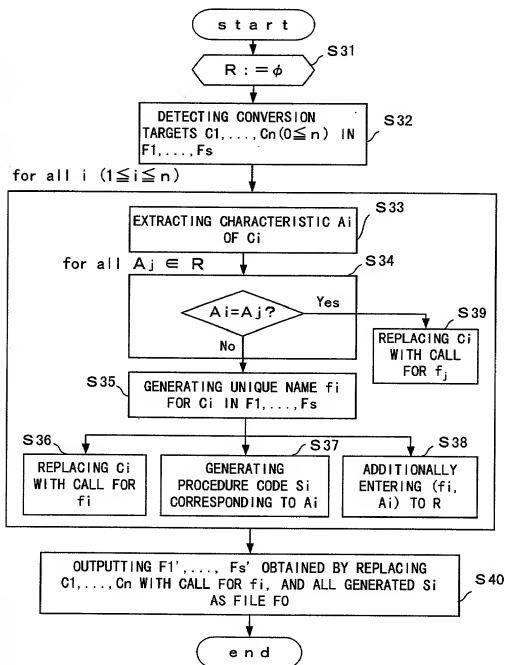 start
S31
R:=φ
DETECTING CONVERSION
TARGETS C1,...,Cn(0≦n) IN
F1,...,Fs
S32
for all i (1≦i≦n)
EXTRACTING CHARACTERISTIC Ai
OF Ci
S33
for all Aj ∈ R
S34
Ai=Aj?
Yes
No
S39
REPLACING Ci
WITH CALL
FOR fj
S35
GENERATING UNIQUE NAME fi
FOR Ci IN F1,...,Fs
S36
REPLACING Ci
WITH CALL FOR
fi
S37
GENERATING
PROCEDURE CODE Si
CORRESPONDING TO Ai
S38
ADDITIONALLY
ENTERING (fi,
Ai) TO R
OUTPUTTING F1',..., Fs' OBTAINED BY REPLACING
C1,...,Cn WITH CALL FOR fi, AND ALL GENERATED Si
AS FILE F0
S40
end